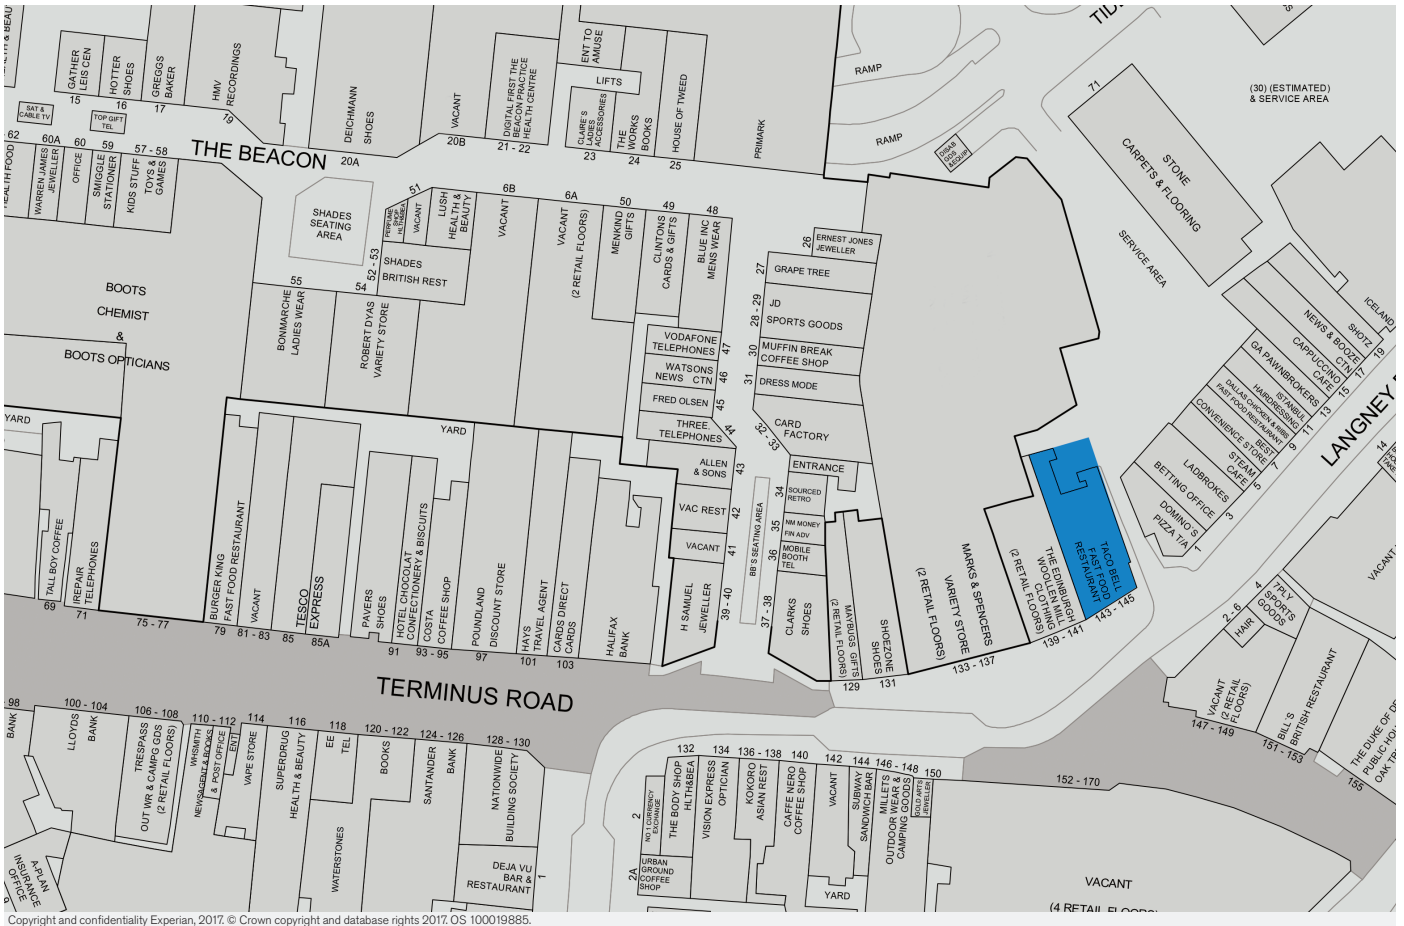 HEALTH & BEAU
GATHER
LEIS CEN
15
HOTTER
SHOES
16
GREGGS
BAKER
17
HMV
RECORDINGS
19
SAT &
CABLE TV
TOP GIFT
TEL
DEICHMANN
SHOES
20A
VACANT
20B
DIGITAL FIRST THE
BEACON PRACTICE
HEALTH CENTRE
21 - 22
ENT TO
AMUSE
LIFTS
CLAIRE'S
LADIES
ACCESSORIES
23
THE
WORKS
BOOKS
24
HOUSE OF TWEED
25
PRIMARK
RAMP
RAMP
DISAB
GDS
&EQUIP
71
STONE
CARPETS & FLOORING
(30) (ESTIMATED)
& SERVICE AREA
SERVICE AREA
THE BEACON
62
HEALTH FOOD
60A
WARREN JAMES
JEWELLER
60
OFFICE
59
SMIGGLE
STATIONER
57 - 58
KIDS STUFF
TOYS &
GAMES
SHADES
SEATING
AREA
51
PERFUME
SHOP
HLTH&BEA
VACANT
LUSH
HEALTH &
BEAUTY
52 - 53
SHADES
BRITISH REST
6B
VACANT
6A
VACANT
(2 RETAIL FLOORS)
50
MENKIND
GIFTS
49
CLINTONS
CARDS & GIFTS
48
BLUE INC
MENS WEAR
26
ERNEST JONES
JEWELLER
27
GRAPE TREE
28 - 29
JD
SPORTS GOODS
30
MUFFIN BREAK
COFFEE SHOP
31
DRESS MODE
32 - 33
CARD
FACTORY
ENTRANCE
34
SOURCED
RETRO
35
NM MONEY
FIN ADV
36
MOBILE
BOOTH
TEL
37 - 38
CLARKS
SHOES
BB'S SEATING AREA
VODAFONE
TELEPHONES
47
WATSONS
NEWS CTN
46
FRED OLSEN
45
THREE.
TELEPHONES
44
ALLEN
& SONS
43
VAC REST
42
VACANT
41
H SAMUEL
JEWELLER
39 - 40
BOOTS
CHEMIST
&
BOOTS OPTICIANS
55
BONMARCHE
LADIES WEAR
54
ROBERT DYAS
VARIETY STORE
YARD
YARD
TALL BOY COFFEE
69
IREPAIR
TELEPHONES
71
75 - 77
BURGER KING
FAST FOOD RESTAURANT
79
VACANT
81 - 83
85
TESCO
EXPRESS
85A
PAVERS
SHOES
HOTEL CHOCOLAT
CONFECTIONERY & BISCUITS
91
COSTA
COFFEE SHOP
93 - 95
POUNDLAND
DISCOUNT STORE
97
HAYS
TRAVEL AGENT
101
CARDS DIRECT
CARDS
103
HALIFAX
BANK
MAYBUGS GIFTS
(2 RETAIL FLOORS)
129
SHOEZONE
SHOES
131
MARKS & SPENCERS
VARIETY STORE
(2 RETAIL FLOORS)
133 - 137
THE EDINBURGH
WOOLEN MILL
CLOTHING
(2 RETAIL FLOORS)
139 - 141
TACO BELL
FAST FOOD
RESTAURANT
143 - 145
ICELAND
SHOTZ
19
NEWS & BOOZE
CTN
17
CAPPUCCINO
CAFE
15
GA PAWNBROKERS
13
ISTANBUL
HAIRDRESSING
11
DALLAS CHICKEN & RIBS
FAST FOOD RESTAURANT
9
BEST
CONVENIENCE STORE
7
STEAM
CAFE
5
LADBROKES
BETTING OFFICE
3
DOMINO'S
PIZZA T/A
1
LANGNEY
14
TERMINUS ROAD
98
BANK
100 - 104
LLOYDS
BANK
106 - 108
TRESPASS
OUT WR & CAMPG GDS
(2 RETAIL FLOORS)
110 - 112
WHSMITH
NEWSAGENT & BOOKS
& POST OFFICE
ENT
114
VAPE STORE
116
SUPERDRUG
HEALTH & BEAUTY
118
EE
TEL
WATERSTONES
120 - 122
BOOKS
124 - 126
SANTANDER
BANK
128 - 130
NATIONWIDE
BUILDING SOCIETY
DEJA VU
BAR &
RESTAURANT
1
A-PLAN
INSURANCE
OFFICE
132
2
NO 1 CURRENCY
EXCHANGE
THE BODY SHOP
HLTH&BEA
2A
URBAN
GROUND
COFFEE
SHOP
134
VISION EXPRESS
OPTICIAN
136 - 138
KOKORO
ASIAN REST
140
CAFFE NERO
COFFEE SHOP
142
VACANT
YARD
144
SUBWAY
SANDWICH BAR
146 - 148
MILLETS
OUTDOOR WEAR &
CAMPING GOODS
150
GOLD ARTS
JEWELLER
152 - 170
VACANT
(4 RETAIL FLOORS)
4
7PLY
SPORTS
GOODS
2 - 6
HAIR
VACANT
(2 RETAIL
FLOORS)
147 - 149
BILL'S
BRITISH RESTAURANT
151 - 153
THE DUKE OF DE
PUBLIC HOU
OAK TR
155
VACANT
Copyright and confidentiality Experian, 2017. © Crown copyright and database rights 2017. OS 100019885.